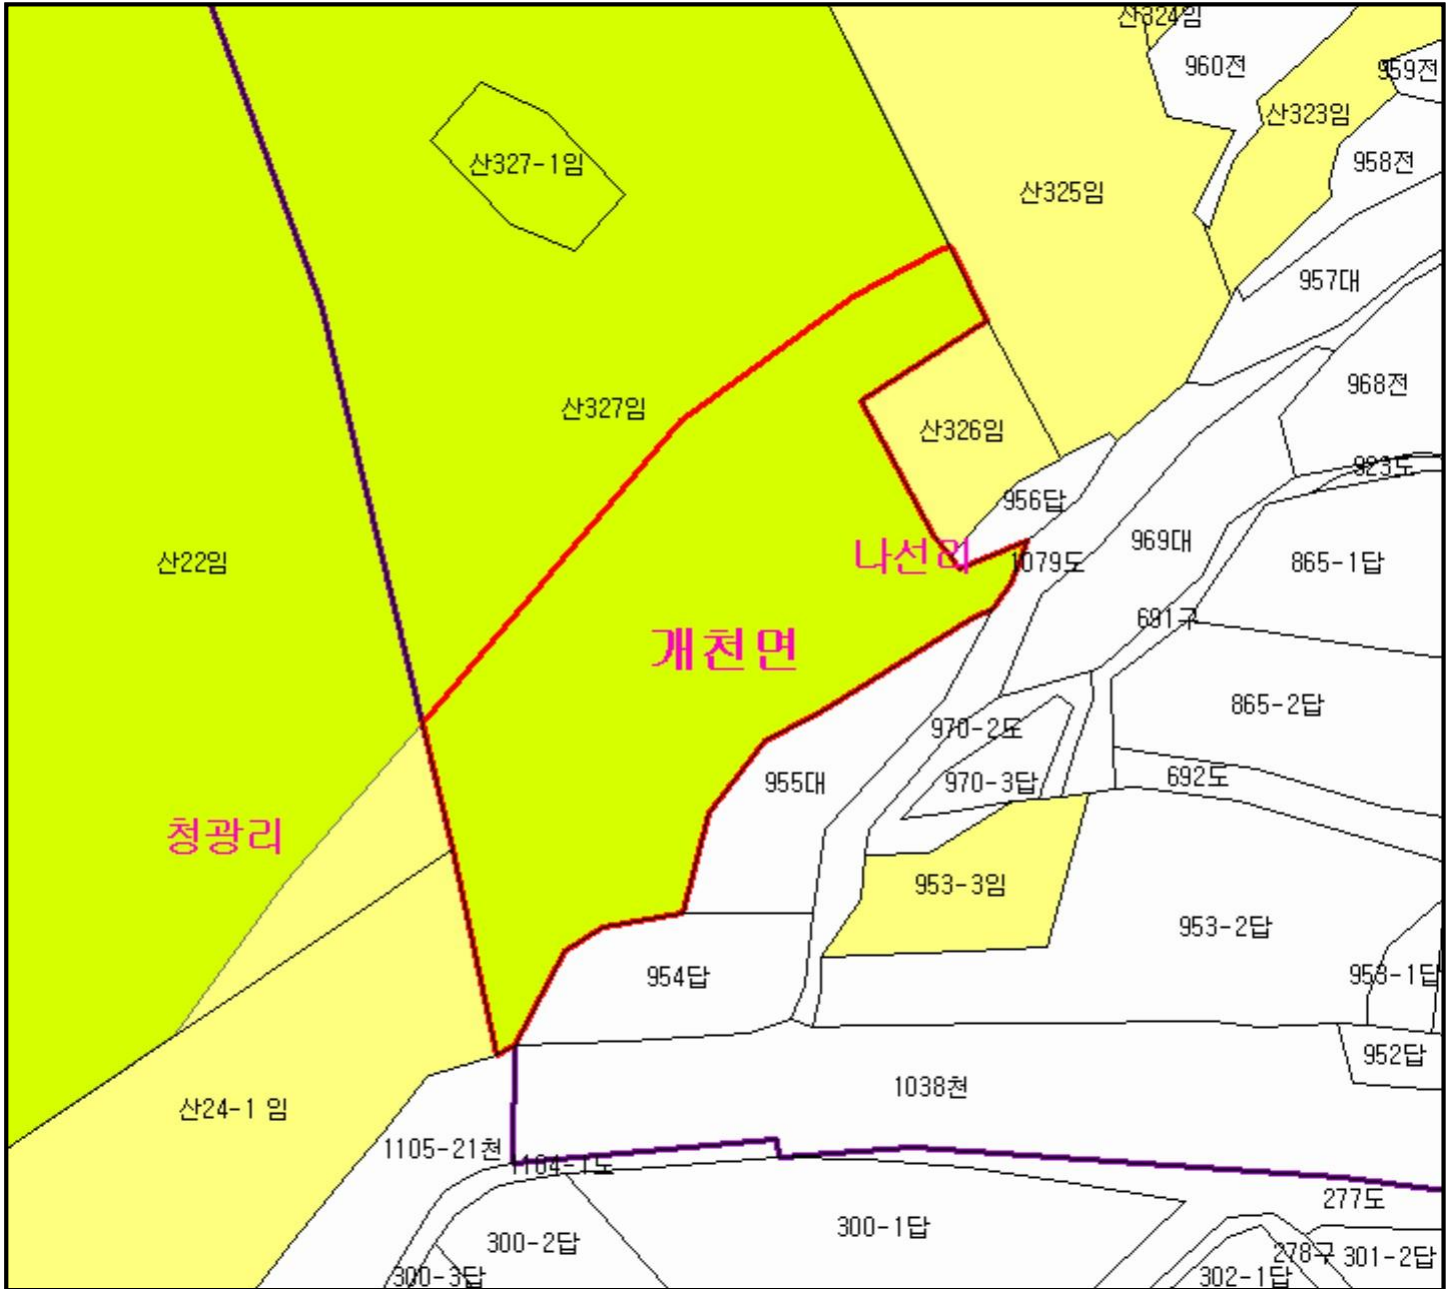 산324임
960전
959전
산323임
958전
산327-1임
산325임
957대
968전
산327임
산326임
923도
956답
969대
나선리
1079도
865-1답
산22임
691구
개천면
865-2답
970-2도
955대
970-3답
692도
청광리
953-3임
953-2답
954답
953-1답
952답
1038천
산24-1 임
1105-21천
1104-1도
277도
300-1답
300-2답
278구
301-2답
300-3답
302-1답